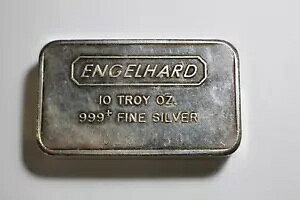 ENGELHARD
10 TROY OZ.
999+ FINE SILVER